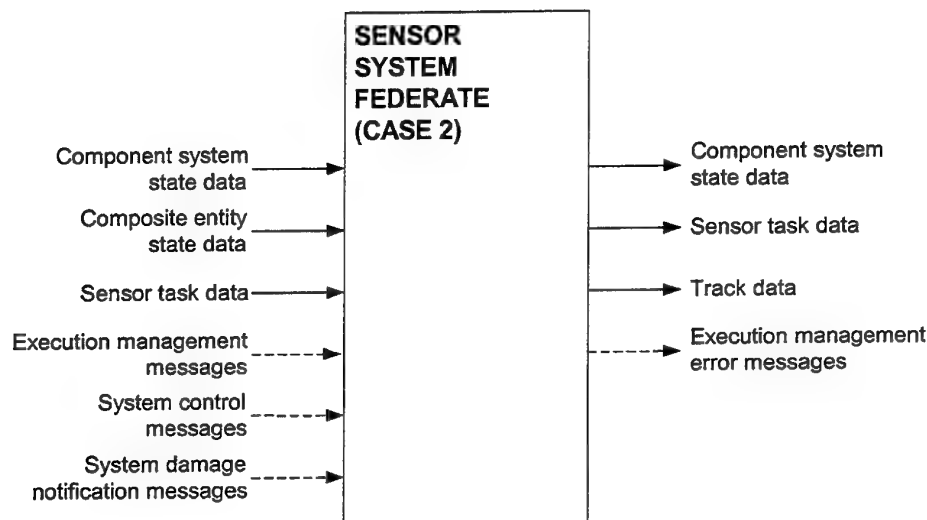 SENSOR
SYSTEM
FEDERATE
(CASE 2)
Component system
state data
Composite entity
state data
Sensor task data
Execution management
messages
System control
messages
System damage
notification messages
Component system
state data
Sensor task data
Track data
Execution management
error messages